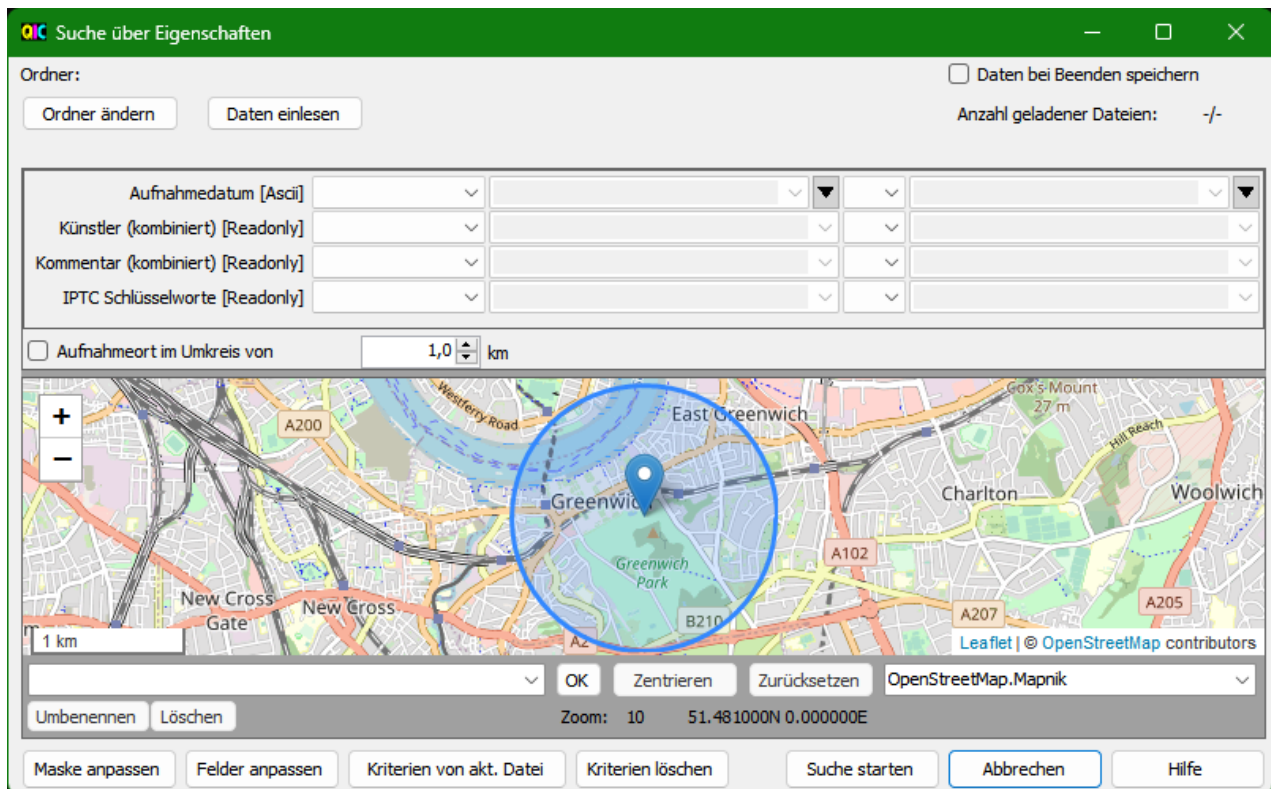 QIC Suche über Eigenschaften
Ordner:
Daten bei Beenden speichern
Ordner ändern
Daten einlesen
Anzahl geladener Dateien: -/-
Aufnahmedatum [Ascii]
Künstler (kombiniert) [Readonly]
Kommentar (kombiniert) [Readonly]
IPTC Schlüsselworte [Readonly]
Aufnahmeort im Umkreis von 1,0 km
+
−
A200
Westferry Road
East Greenwich
Cox's Mount
27 m
Hill Reach
Greenwich
Charlton
Woolwich
A102
Greenwich
Park
New Cross
Gate
New Cross
B210
A207
A205
A2
1 km
Leaflet | © OpenStreetMap contributors
OK
Zentrieren
Zurücksetzen
OpenStreetMap.Mapnik
Umbenennen
Löschen
Zoom: 10 51.481000N 0.000000E
Maske anpassen
Felder anpassen
Kriterien von akt. Datei
Kriterien löschen
Suche starten
Abbrechen
Hilfe